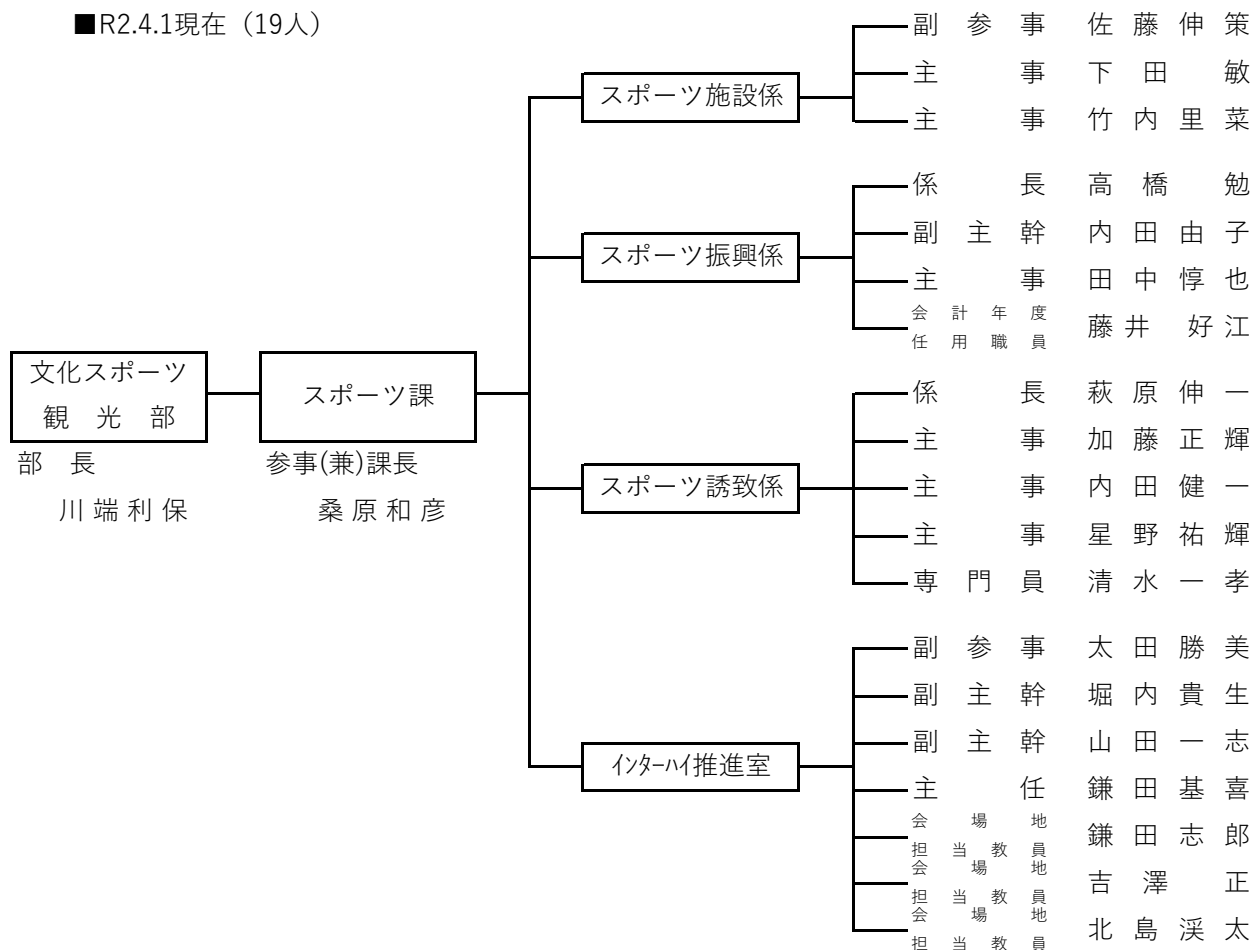 ■R2.4.1現在（19人）
文化スポーツ
観光部
部長
川端利保
スポーツ課
参事(兼)課長
桑原和彦
スポーツ施設係
副参事 佐藤伸策
主事 下田敏
主事 竹内里菜
スポーツ振興係
係長 高橋勉
副主幹 内田由子
主事 田中惇也
会計年度
任用職員 藤井好江
スポーツ誘致係
係長 萩原伸一
主事 加藤正輝
主事 内田健一
主事 星野祐輝
専門員 清水一孝
ｲﾝﾀｰﾊｲ推進室
副参事 太田勝美
副主幹 堀内貴生
副主幹 山田一志
主任 鎌田基喜
会場地
担当教員 鎌田志郎
会場地
担当教員 吉澤正
会場地
担当教員 北島渓太